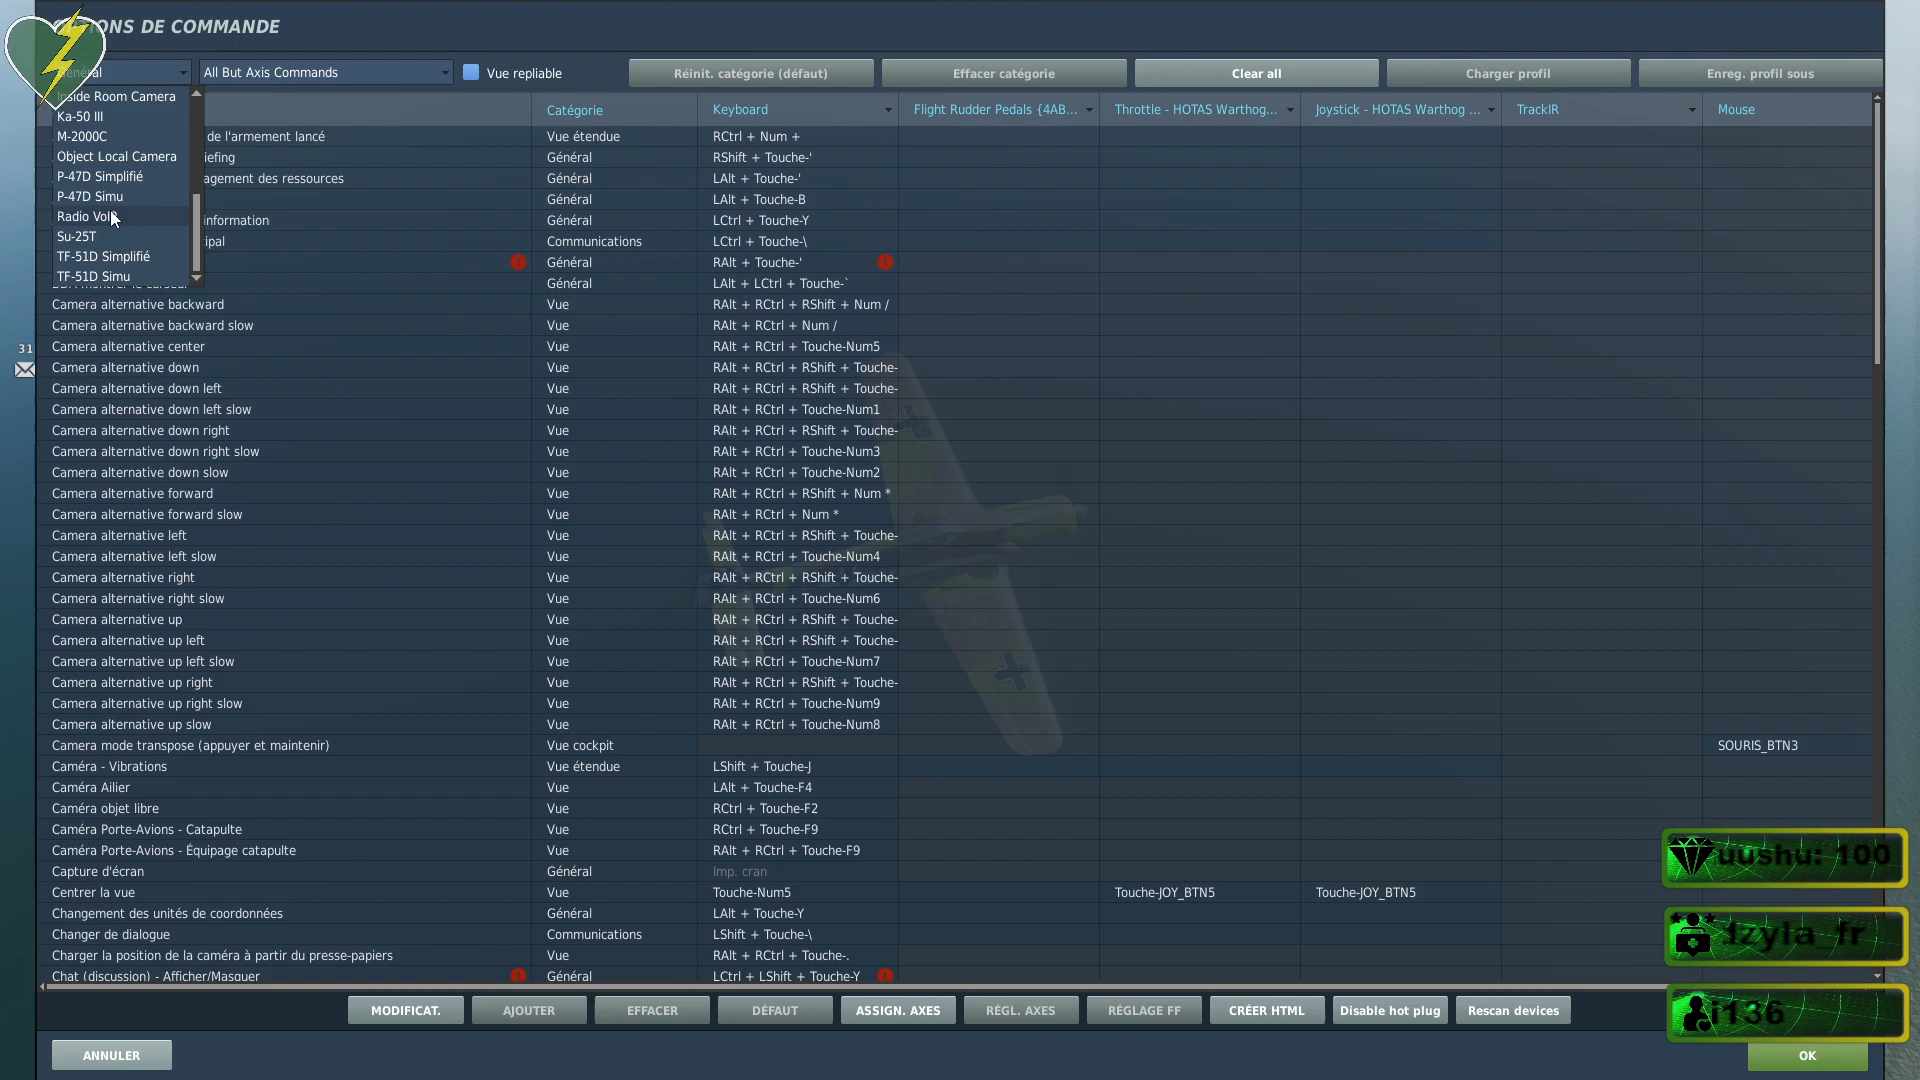 OPTIONS DE COMMANDE
All But Axis Commands
Vue repliable
Réinit. catégorie (défaut)
Effacer catégorie
Clear all
Charger profil
Enreg. profil sous
Inside Room Camera
Ka-50 III
M-2000C
Object Local Camera
P-47D Simplifié
P-47D Simu
Radio
Su-25T
TF-51D Simplifié
TF-51D Simu
Catégorie
Keyboard
Flight Rudder Pedals {4AB...
Throttle - HOTAS Warthog...
Joystick - HOTAS Warthog ...
TrackIR
Mouse
de l'armement lancé Vue étendue RCtrl + Num +
iefing Général RShift + Touche-'
agement des ressources Général LAlt + Touche-'
Général LAlt + Touche-B
information Général LCtrl + Touche-Y
ipal Communications LCtrl + Touche-\
Général RAlt + Touche-'
Général LAlt + LCtrl + Touche-`
Camera alternative backward Vue RAlt + RCtrl + RShift + Num /
Camera alternative backward slow Vue RAlt + RCtrl + Num /
Camera alternative center Vue RAlt + RCtrl + Touche-Num5
Camera alternative down Vue RAlt + RCtrl + RShift + Touche-
Camera alternative down left Vue RAlt + RCtrl + RShift + Touche-
Camera alternative down left slow Vue RAlt + RCtrl + Touche-Num1
Camera alternative down right Vue RAlt + RCtrl + RShift + Touche-
Camera alternative down right slow Vue RAlt + RCtrl + Touche-Num3
Camera alternative down slow Vue RAlt + RCtrl + Touche-Num2
Camera alternative forward Vue RAlt + RCtrl + RShift + Num *
Camera alternative forward slow Vue RAlt + RCtrl + Num *
Camera alternative left Vue RAlt + RCtrl + RShift + Touche-
Camera alternative left slow Vue RAlt + RCtrl + Touche-Num4
Camera alternative right Vue RAlt + RCtrl + RShift + Touche-
Camera alternative right slow Vue RAlt + RCtrl + Touche-Num6
Camera alternative up Vue RAlt + RCtrl + RShift + Touche-
Camera alternative up left Vue RAlt + RCtrl + RShift + Touche-
Camera alternative up left slow Vue RAlt + RCtrl + Touche-Num7
Camera alternative up right Vue RAlt + RCtrl + RShift + Touche-
Camera alternative up right slow Vue RAlt + RCtrl + Touche-Num9
Camera alternative up slow Vue RAlt + RCtrl + Touche-Num8
Camera mode transpose (appuyer et maintenir) Vue cockpit SOURIS_BTN3
Caméra - Vibrations Vue étendue LShift + Touche-J
Caméra Ailier Vue LAlt + Touche-F4
Caméra objet libre Vue RCtrl + Touche-F2
Caméra Porte-Avions - Catapulte Vue RCtrl + Touche-F9
Caméra Porte-Avions - Équipage catapulte Vue RAlt + RCtrl + Touche-F9
Capture d'écran Général Imp. cran
Centrer la vue Vue Touche-Num5 Touche-JOY_BTN5 Touche-JOY_BTN5
Changement des unités de coordonnées Général LAlt + Touche-Y
Changer de dialogue Communications LShift + Touche-\
Charger la position de la caméra à partir du presse-papiers Vue RAlt + RCtrl + Touche-.
Chat (discussion) - Afficher/Masquer Général LCtrl + LShift + Touche-Y
31
uushu: 100
izyla_fr
i136
MODIFICAT.
AJOUTER
EFFACER
DÉFAUT
ASSIGN. AXES
RÉGL. AXES
RÉGLAGE FF
CRÉER HTML
Disable hot plug
Rescan devices
ANNULER
OK